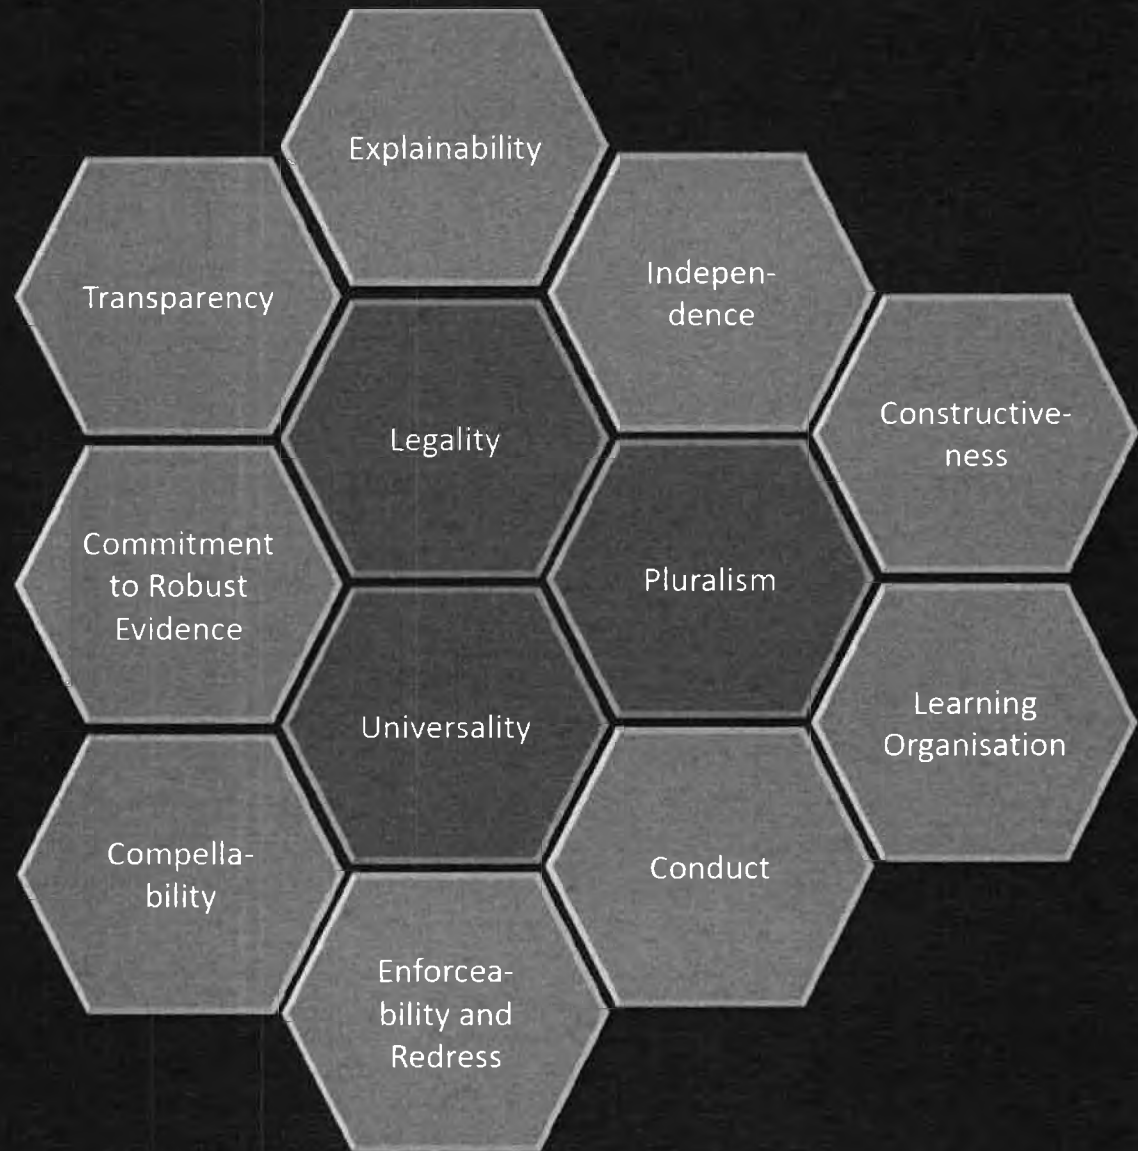 Explainability
Transparency
Indepen-
dence
Constructive-
ness
Legality
Commitment
to Robust
Evidence
Pluralism
Learning
Organisation
Universality
Compella-
bility
Conduct
Enforcea-
bility and
Redress